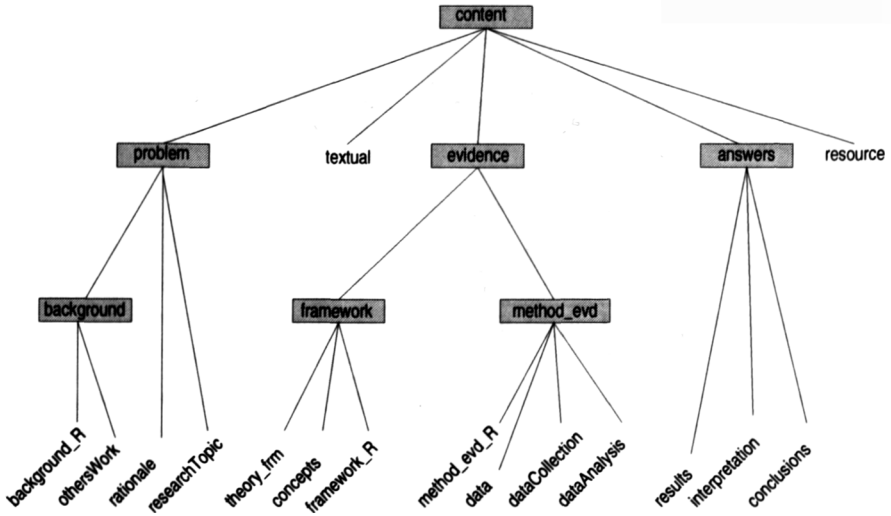 content
problem
textual
evidence
answers
resource
background
framework
method_evd
background_R
othersWork
rationale
researchTopic
theory_frm
concepts
framework_R
method_evd_R
data
dataCollection
dataAnalysis
results
interpretation
conclusions